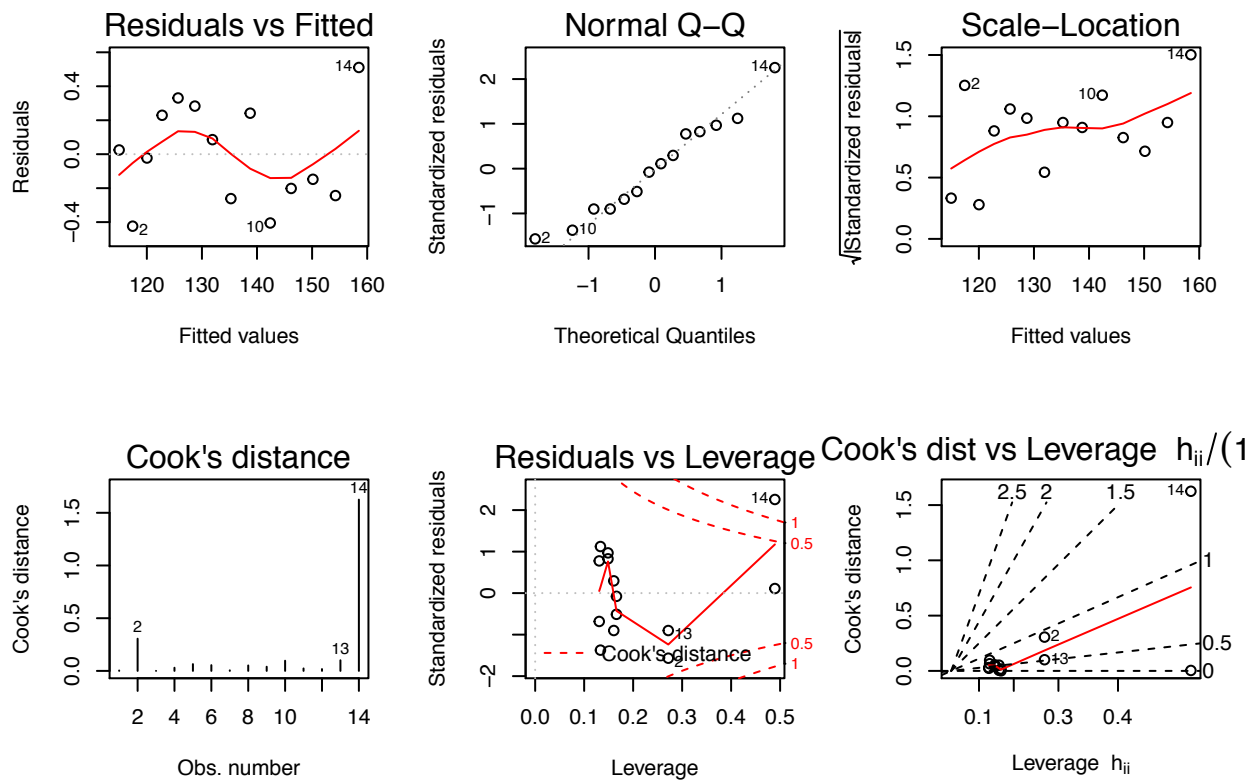 Residuals vs Fitted
Residuals
0.4
0.0
−0.4
14
2
10
120 130 140 150 160
Fitted values
Normal Q−Q
Standardized residuals
2
1
0
−1
14
2
10
−1 0 1
Theoretical Quantiles
Scale−Location
√|Standardized residuals|
1.5
1.0
0.5
0.0
2
10
14
120 130 140 150 160
Fitted values
Cook's distance
Cook's distance
1.5
1.0
0.5
0.0
14
2
13
2 4 6 8 10 14
Obs. number
Residuals vs Leverage
Standardized residuals
2
1
0
−1
−2
14
1
0.5
13
2
0.5
1
Cook's distance
0.0 0.1 0.2 0.3 0.4 0.5
Leverage
Cook's dist vs Leverage hii/(1
Cook's distance
1.5
1.0
0.5
0.0
2.5 2 1.5
14
1
2
13
0.5
0
0.1 0.3 0.4
Leverage hii